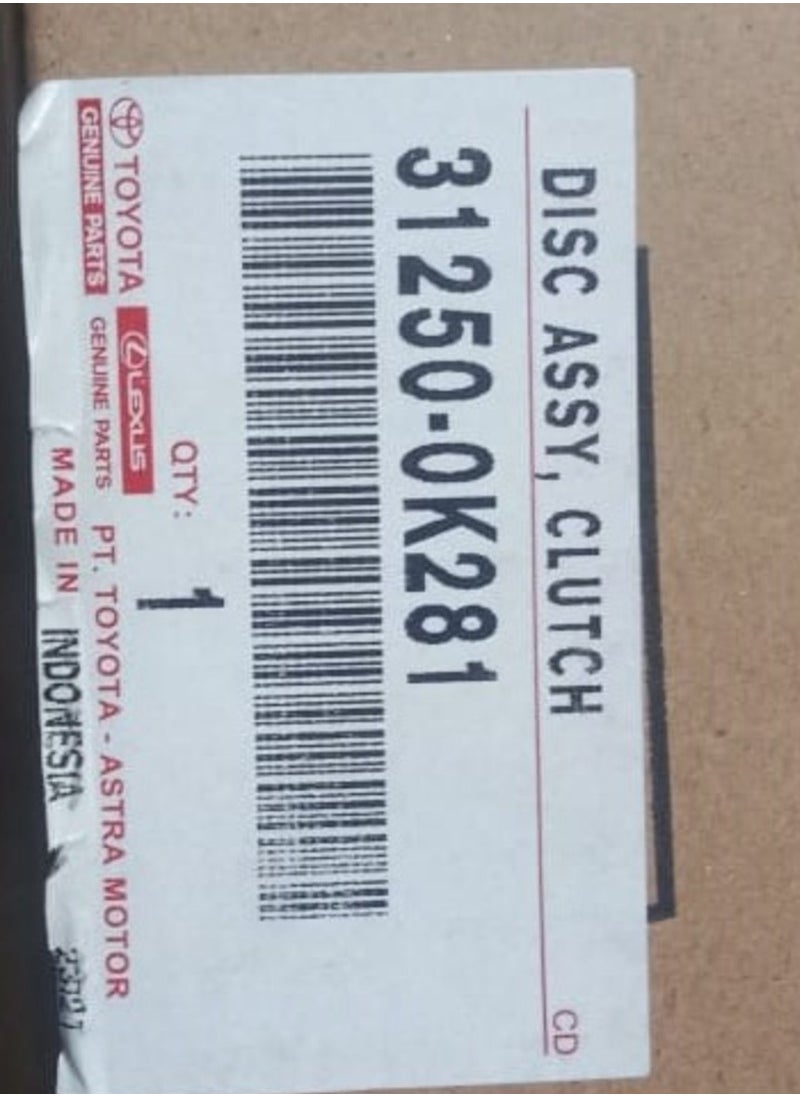 DISC ASSY, CLUTCH
CD
31250-0K281
QTY: 1
TOYOTA LEXUS
GENUINE PARTS GENUINE PARTS
PT. TOYOTA - ASTRA MOTOR
MADE IN INDONESIA